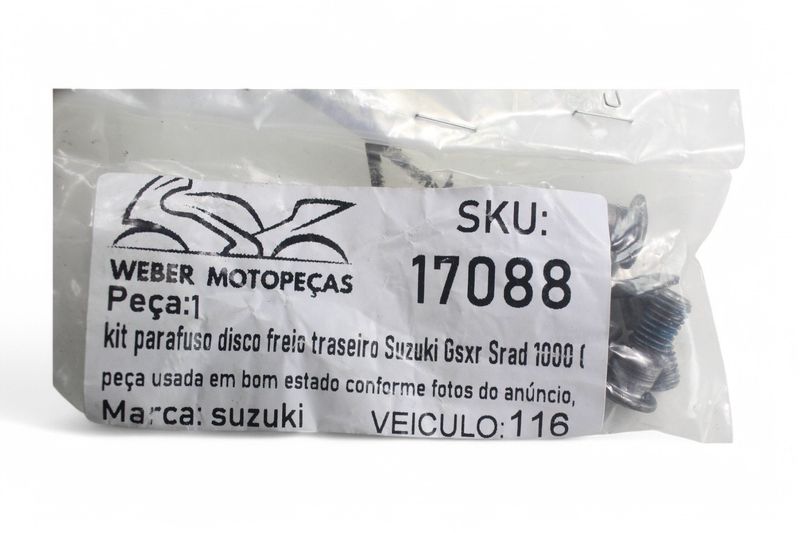 SKU:
17088
WEBER MOTOPEÇAS
Peça:1
kit parafuso disco freio traseiro Suzuki Gsxr Srad 1000 (
peça usada em bom estado conforme fotos do anúncio,
Marca: suzuki
VEICULO:116